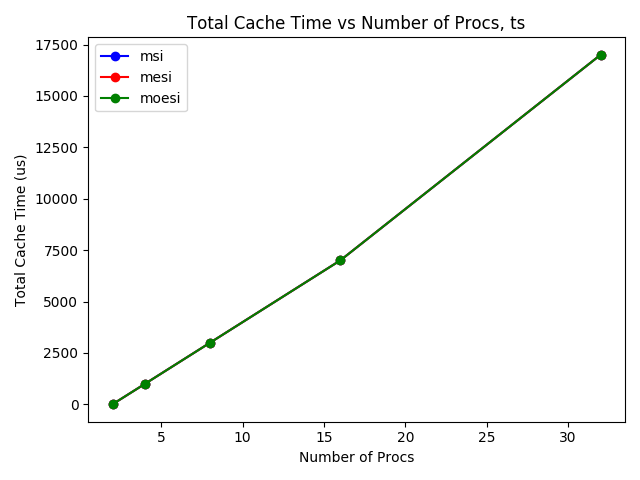 Total Cache Time vs Number of Procs, ts
17500
15000
12500
10000
7500
5000
2500
0
Total Cache Time (us)
msi
mesi
moesi
5
10
15
20
25
30
Number of Procs